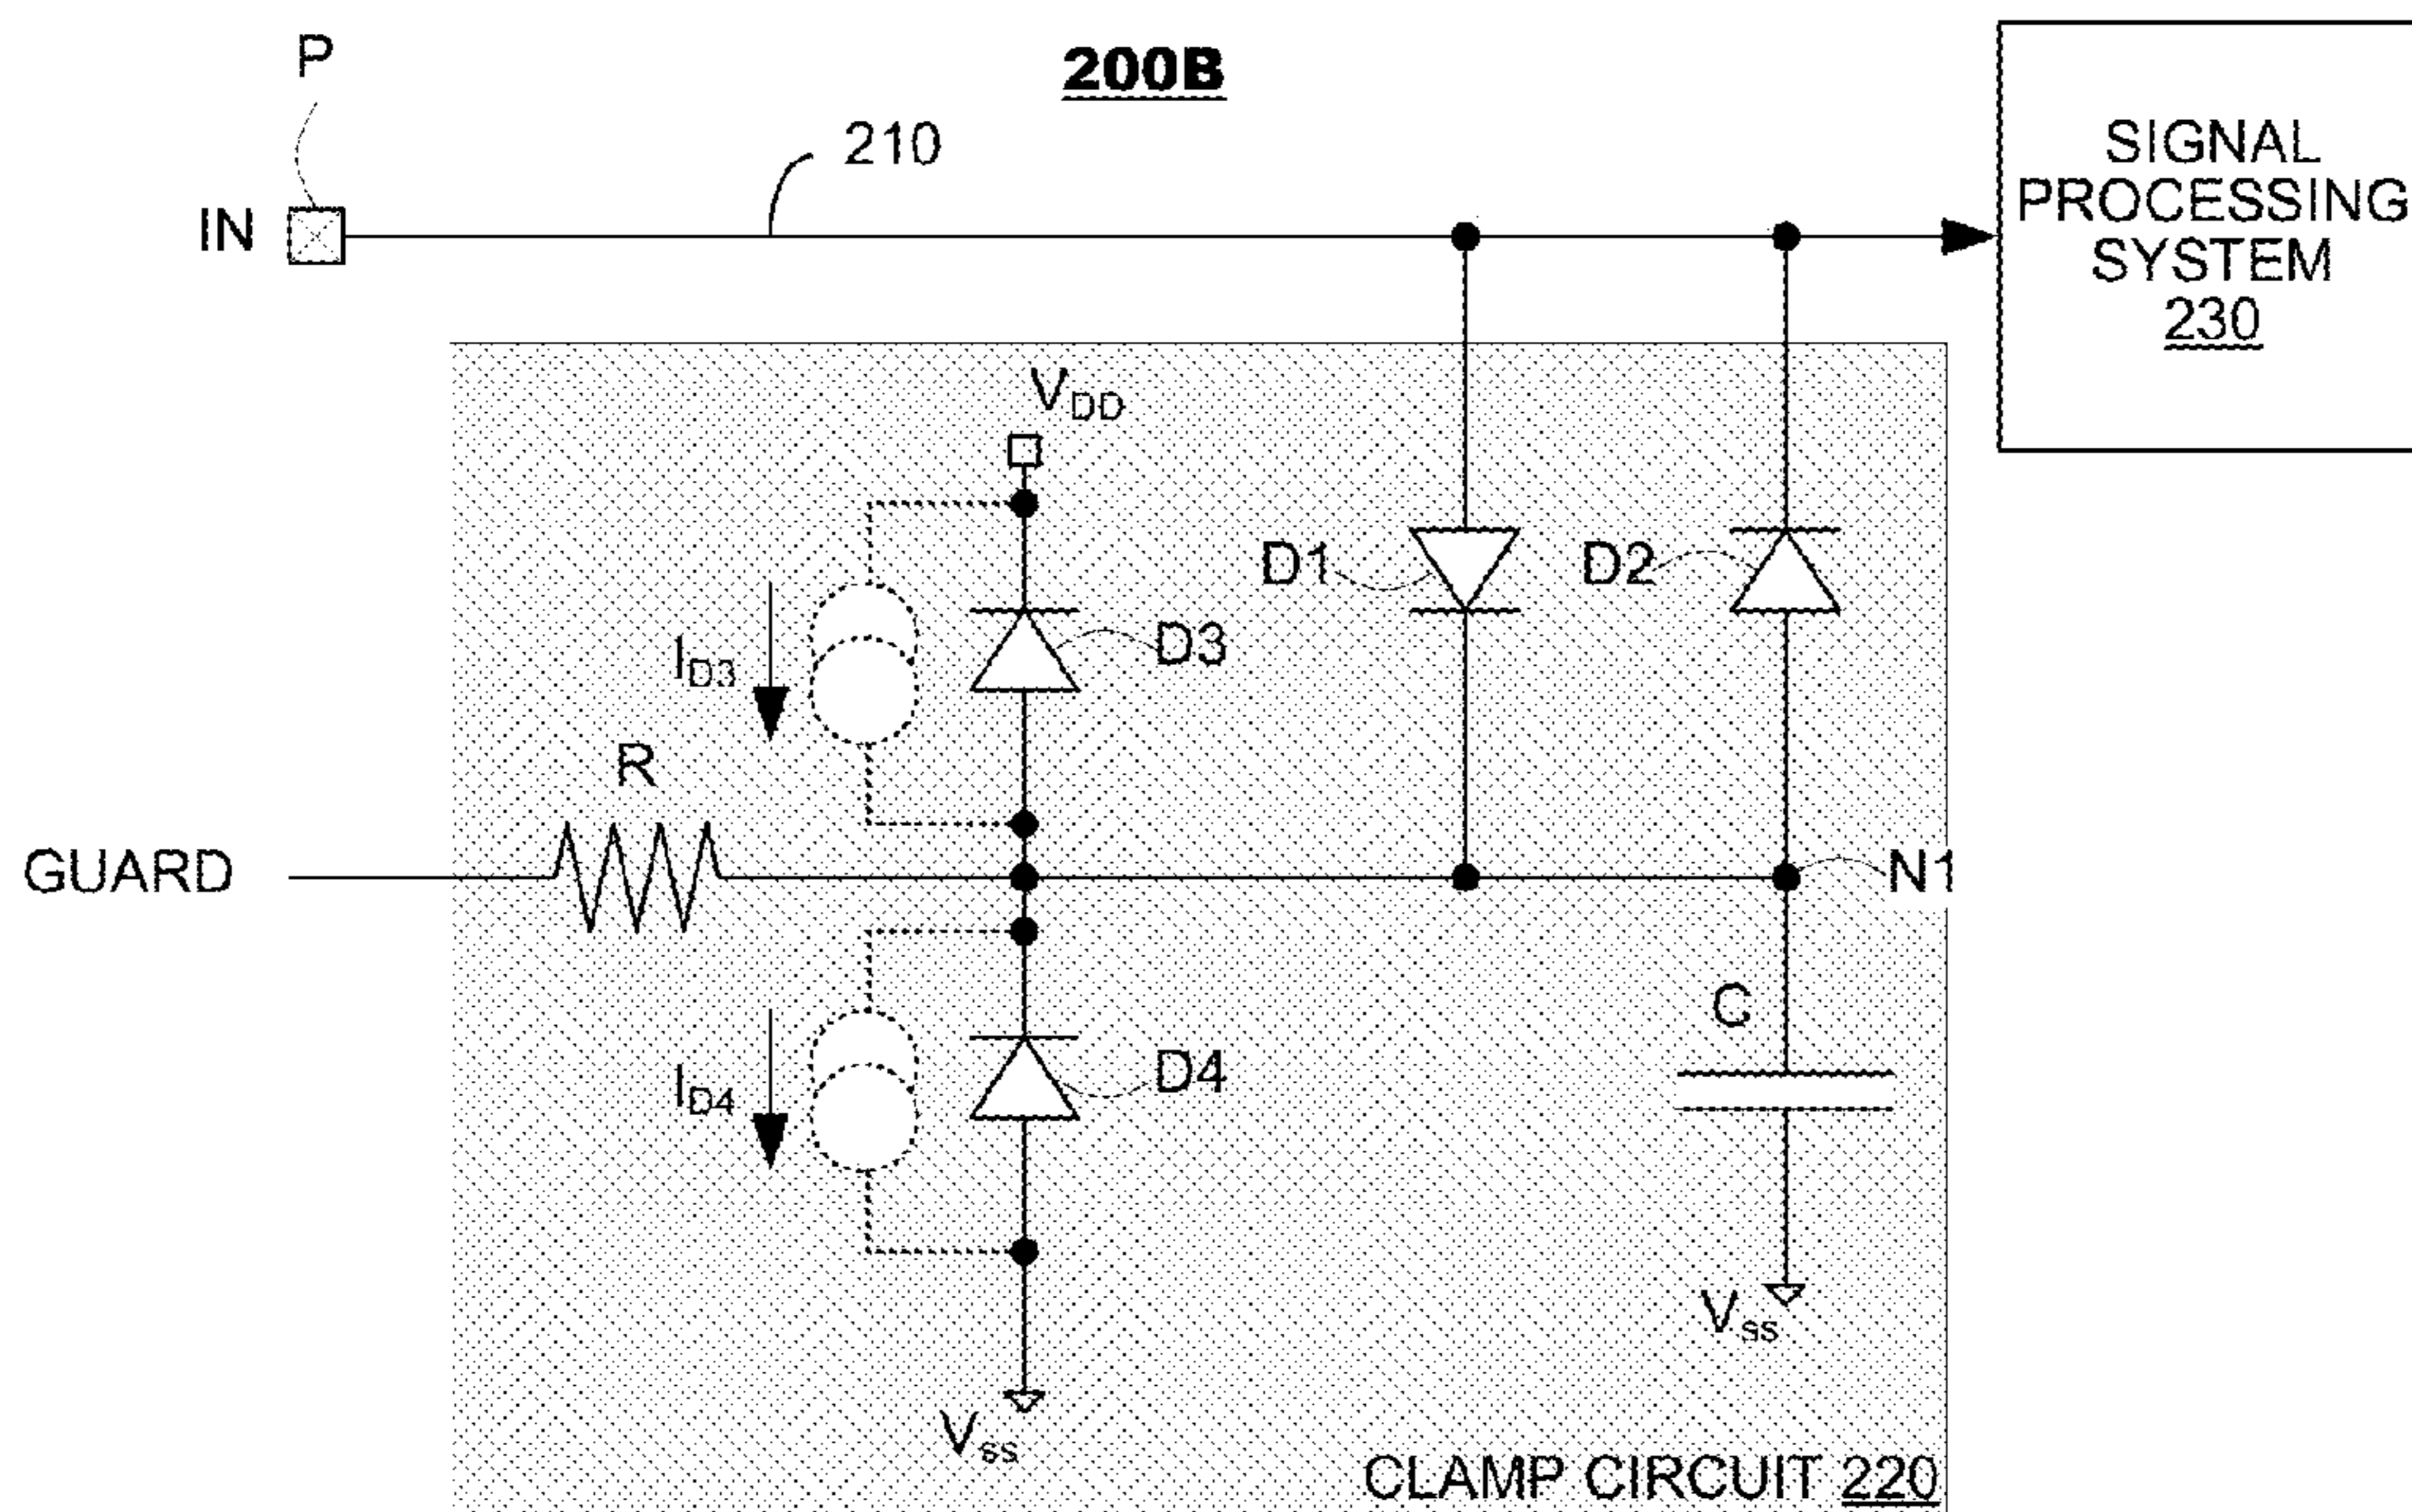 P
200B
210
IN
SIGNAL
PROCESSING
SYSTEM
230
VDD
D1
D2
ID3
D3
R
GUARD
N1
C
ID4
D4
Vss
Vss
CLAMP CIRCUIT 220